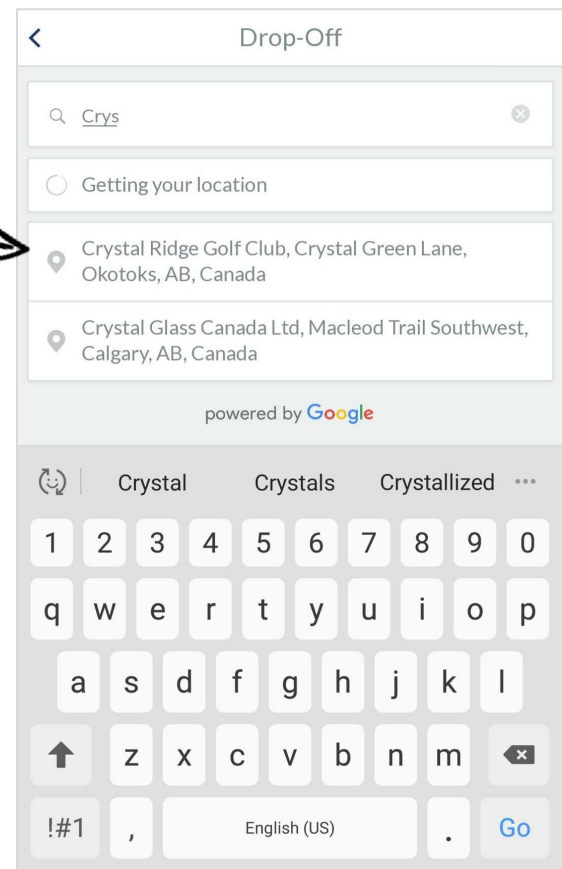 Drop-Off
Crys
Getting your location
Crystal Ridge Golf Club, Crystal Green Lane,
Okotoks, AB, Canada
Crystal Glass Canada Ltd, Macleod Trail Southwest,
Calgary, AB, Canada
powered by Google
Crystal Crystals Crystallized
1 2 3 4 5 6 7 8 9 0
q w e r t y u i o p
a s d f g h j k l
z x c v b n m
!#1 , English (US) . Go